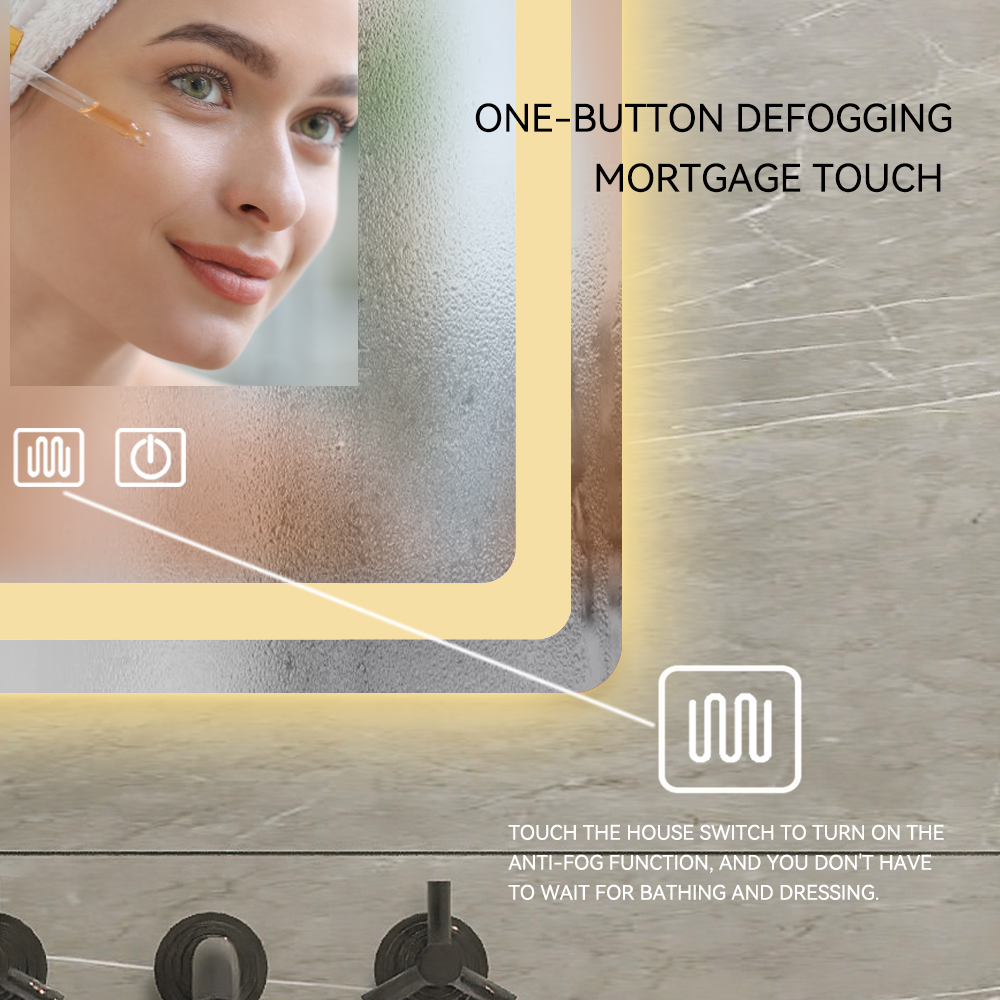 ONE-BUTTON DEFOGGING
MORTGAGE TOUCH
TOUCH THE HOUSE SWITCH TO TURN ON THE
ANTI-FOG FUNCTION, AND YOU DON'T HAVE
TO WAIT FOR BATHING AND DRESSING.